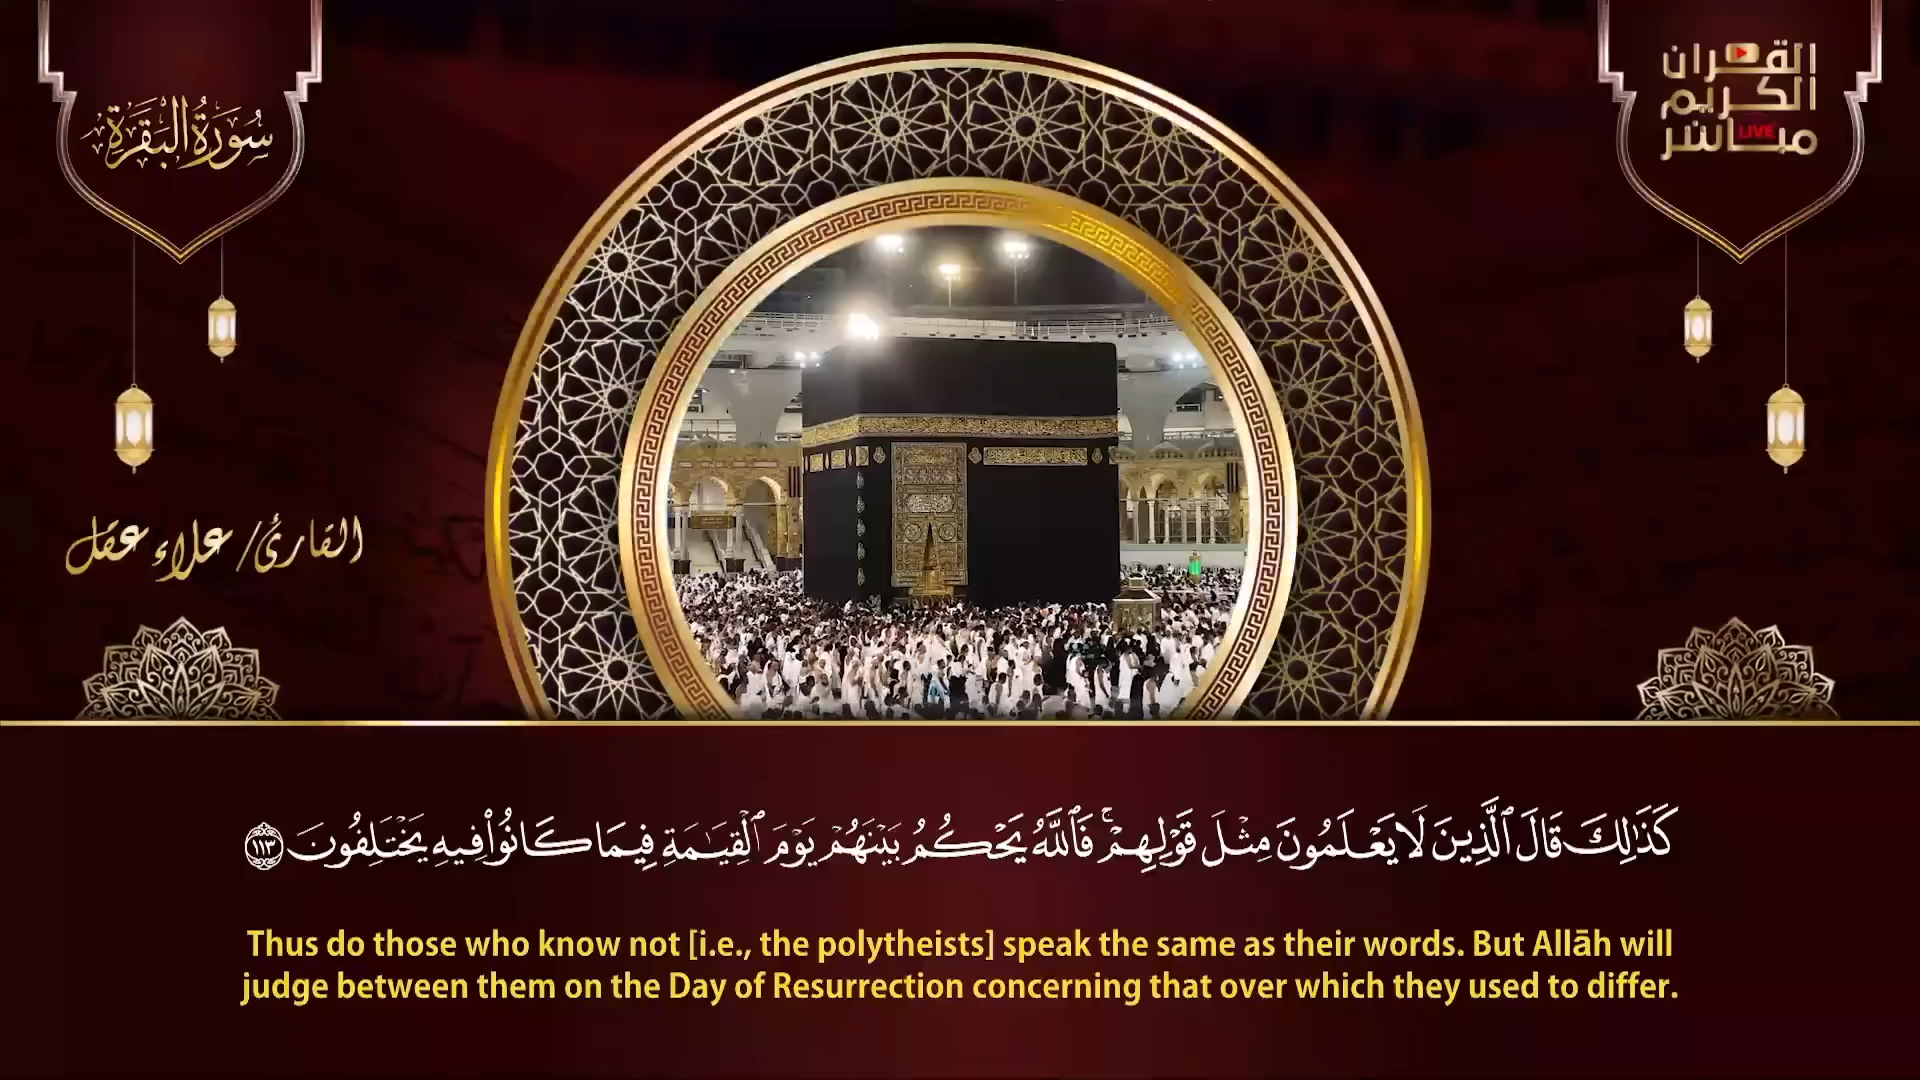 سُورَةُ البَقَرَةِ
القرآن
الكريم
مباشر
LIVE
القارئ/ علاء عقل
كَذَٰلِكَ قَالَ ٱلَّذِينَ لَا يَعْلَمُونَ مِثْلَ قَوْلِهِمْ ۚ فَٱللَّهُ يَحْكُمُ بَيْنَهُمْ يَوْمَ ٱلْقِيَـٰمَةِ فِيمَا كَانُوا۟ فِيهِ يَخْتَلِفُونَ ١١٣
Thus do those who know not [i.e., the polytheists] speak the same as their words. But Allāh will
judge between them on the Day of Resurrection concerning that over which they used to differ.